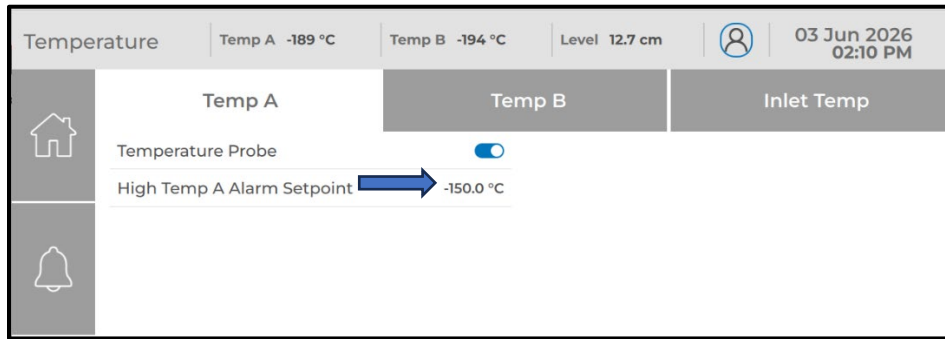 Temperature Temp A -189 °C Temp B -194 °C Level 12.7 cm 03 Jun 2026
02:10 PM
Temp A Temp B Inlet Temp
Temperature Probe
High Temp A Alarm Setpoint -150.0 °C